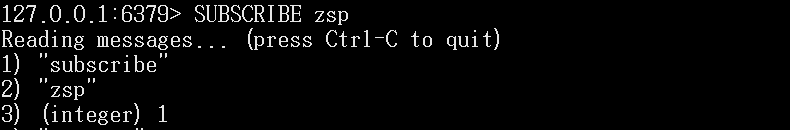 127.0.0.1:6379> SUBSCRIBE zsp
Reading messages... (press Ctrl-C to quit)
1) "subscribe"
2) "zsp"
3) (integer) 1